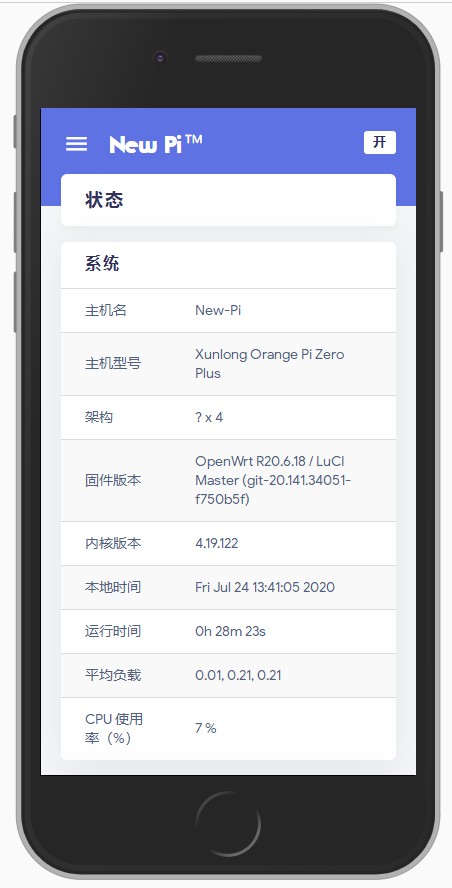 New Pi™
开
状态
系统
主机名
New-Pi
主机型号
Xunlong Orange Pi Zero
Plus
架构
? x 4
固件版本
OpenWrt R20.6.18 / LuCI
Master (git-20.141.34051-
f750b5f)
内核版本
4.19.122
本地时间
Fri Jul 24 13:41:05 2020
运行时间
0h 28m 23s
平均负载
0.01, 0.21, 0.21
CPU 使用
率（%）
7 %